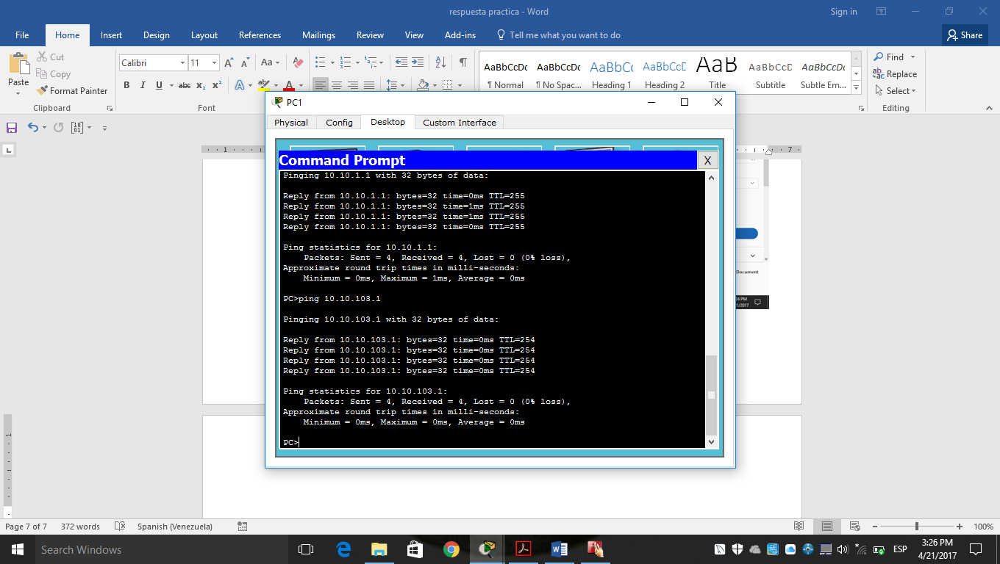 respuesta practica - Word
Sign in
File Home Insert Design Layout References Mailings Review View Add-ins Tell me what you want to do Share
Paste
Cut
Copy
Format Painter
Clipboard
Calibri 11
Font
AaBbCcDc AaBbCcDc AaBbCc AaBbCcD AaB AaBbCcD AaBbCcDc
¶ Normal ¶ No Spac... Heading 1 Heading 2 Title Subtitle Subtle Em...
Find
Replace
Select
Editing
PC1
Physical Config Desktop Custom Interface
Command Prompt X
Pinging 10.10.1.1 with 32 bytes of data:
Reply from 10.10.1.1: bytes=32 time=0ms TTL=255
Reply from 10.10.1.1: bytes=32 time=1ms TTL=255
Reply from 10.10.1.1: bytes=32 time=1ms TTL=255
Reply from 10.10.1.1: bytes=32 time=0ms TTL=255
Ping statistics for 10.10.1.1:
Packets: Sent = 4, Received = 4, Lost = 0 (0% loss),
Approximate round trip times in milli-seconds:
Minimum = 0ms, Maximum = 1ms, Average = 0ms
PC>ping 10.10.103.1
Pinging 10.10.103.1 with 32 bytes of data:
Reply from 10.10.103.1: bytes=32 time=0ms TTL=254
Reply from 10.10.103.1: bytes=32 time=0ms TTL=254
Reply from 10.10.103.1: bytes=32 time=0ms TTL=254
Reply from 10.10.103.1: bytes=32 time=0ms TTL=254
Ping statistics for 10.10.103.1:
Packets: Sent = 4, Received = 4, Lost = 0 (0% loss),
Approximate round trip times in milli-seconds:
Minimum = 0ms, Maximum = 0ms, Average = 0ms
PC>
Document
Page 7 of 7 372 words Spanish (Venezuela) 100%
Search Windows
ESP
3:26 PM
4/21/2017